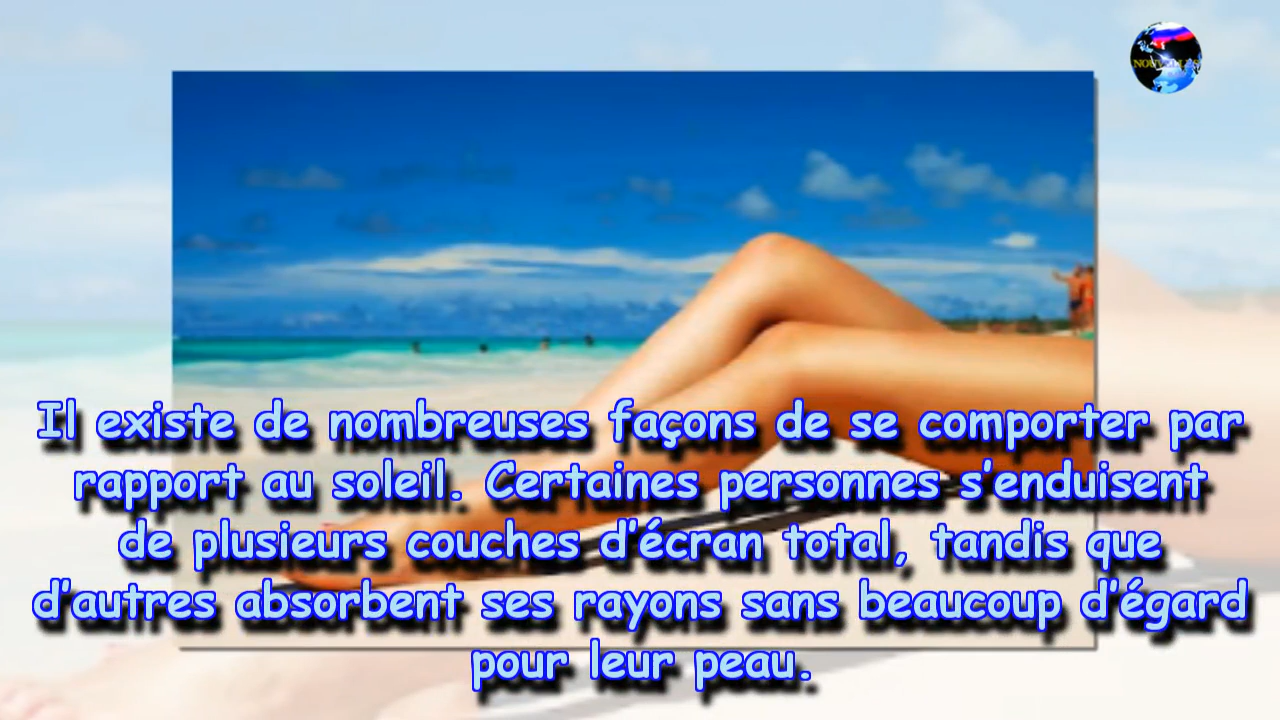 NOUVELLES
Il existe de nombreuses façons de se comporter par
rapport au soleil. Certaines personnes s'enduisent
de plusieurs couches d'écran total, tandis que
d'autres absorbent ses rayons sans beaucoup d'égard
pour leur peau.